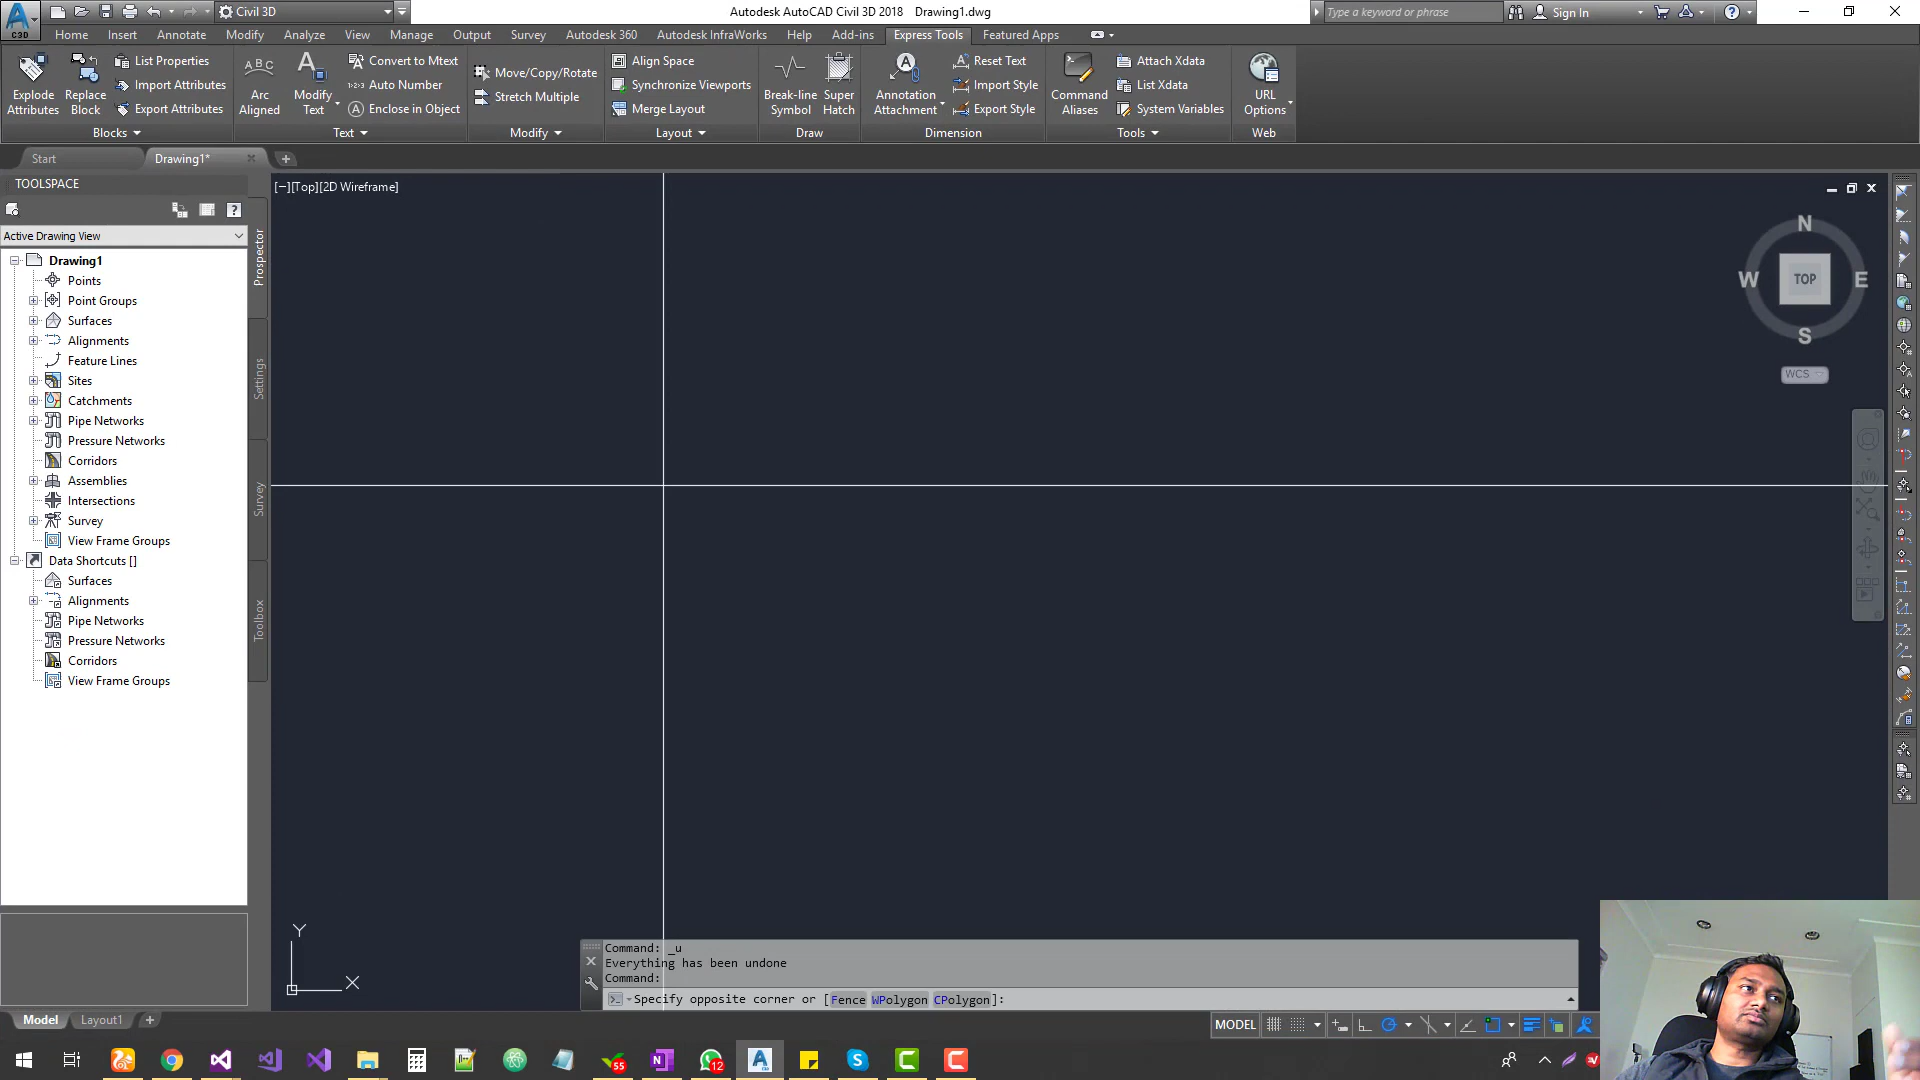 Civil 3D
Autodesk AutoCAD Civil 3D 2018 Drawing1.dwg
Type a keyword or phrase
Sign In
C3D
Home Insert Annotate Modify Analyze View Manage Output Survey Autodesk 360 Autodesk InfraWorks Help Add-ins Express Tools Featured Apps
Explode Attributes
Replace Block
List Properties
Import Attributes
Export Attributes
Blocks
ABC
Arc Aligned
Modify Text
Convert to Mtext
Auto Number
Enclose in Object
Text
Move/Copy/Rotate
Stretch Multiple
Modify
Align Space
Synchronize Viewports
Merge Layout
Layout
Break-line Symbol
Super Hatch
Draw
Annotation Attachment
Reset Text
Import Style
Export Style
Dimension
Command Aliases
Attach Xdata
List Xdata
System Variables
Tools
URL Options
Web
Start
Drawing1*
TOOLSPACE
[−][Top][2D Wireframe]
Active Drawing View
Drawing1
Points
Point Groups
Surfaces
Alignments
Feature Lines
Sites
Catchments
Pipe Networks
Pressure Networks
Corridors
Assemblies
Intersections
Survey
View Frame Groups
Data Shortcuts []
Surfaces
Alignments
Pipe Networks
Pressure Networks
Corridors
View Frame Groups
Prospector
Settings
Survey
Toolbox
N
W TOP E
S
WCS
Y
X
Command: _u
Everything has been undone
Command:
Specify opposite corner or [Fence WPolygon CPolygon]:
Model
Layout1
MODEL
55
12